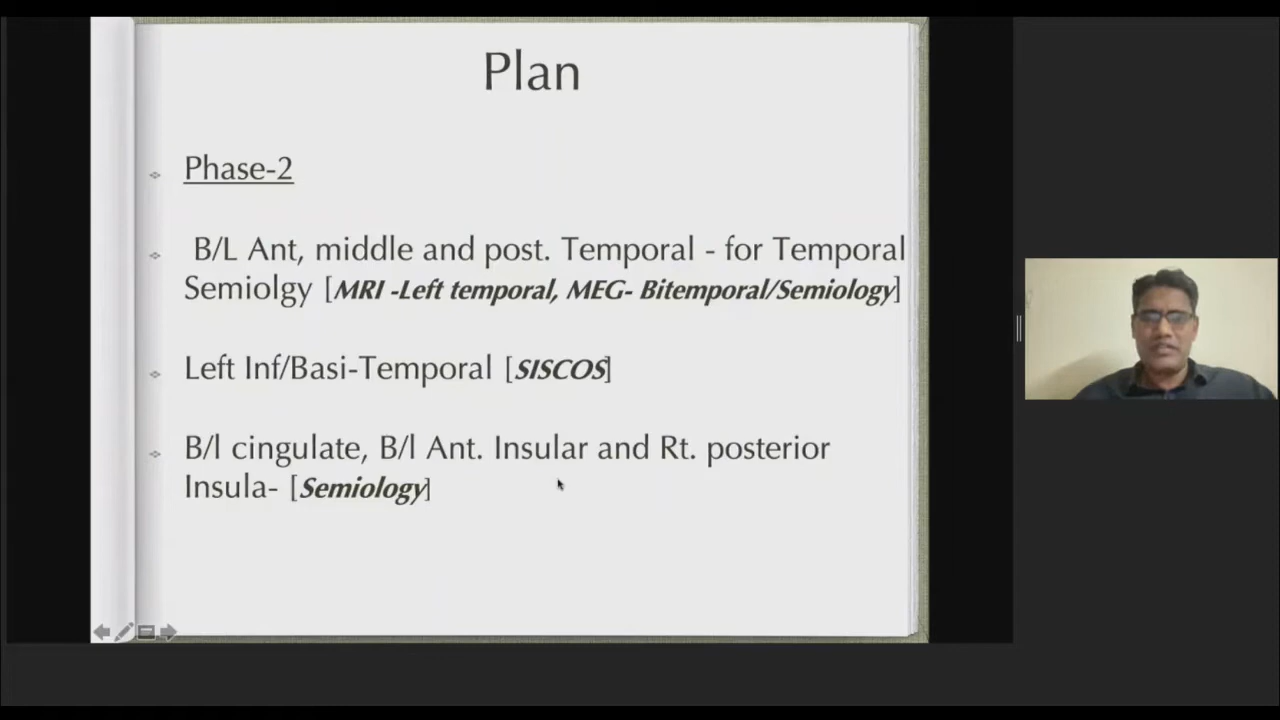 Plan
Phase-2
B/L Ant, middle and post. Temporal - for Temporal
Semiolgy [MRI -Left temporal, MEG- Bitemporal/Semiology]
Left Inf/Basi-Temporal [SISCOS]
B/l cingulate, B/l Ant. Insular and Rt. posterior
Insula- [Semiology]